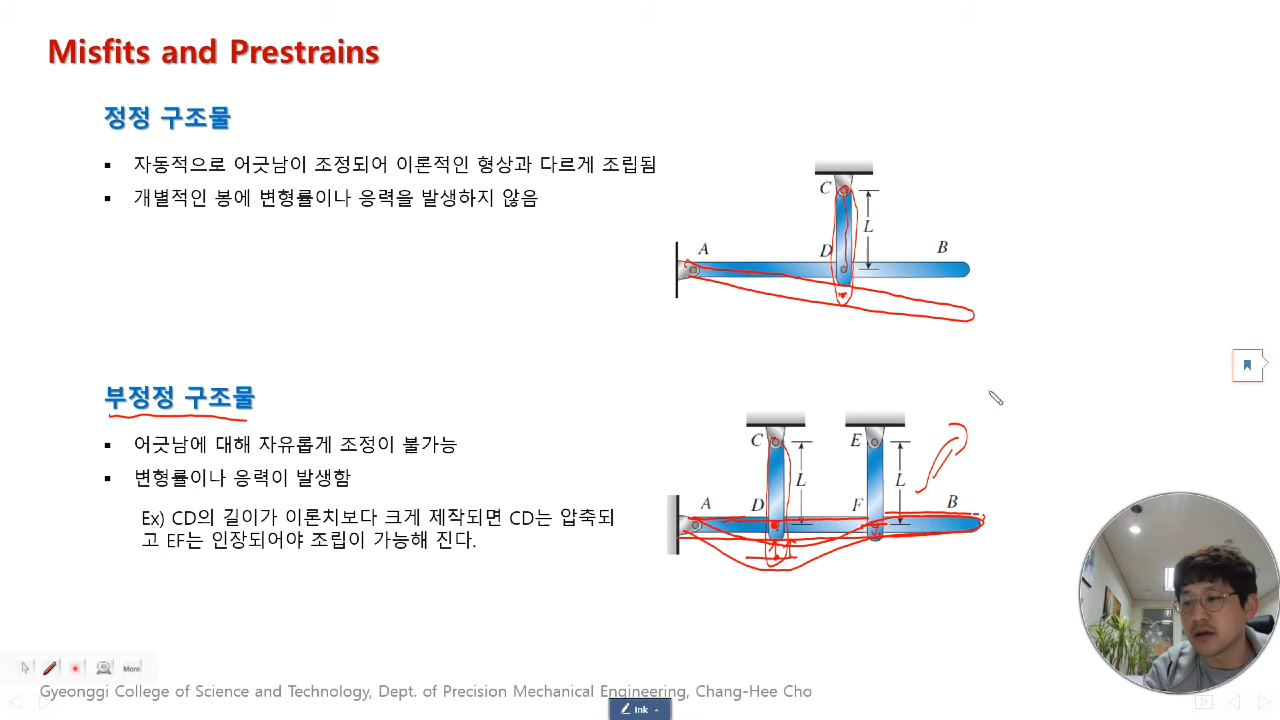 Misfits and Prestrains
정정 구조물
▪ 자동적으로 어긋남이 조정되어 이론적인 형상과 다르게 조립됨
▪ 개별적인 봉에 변형률이나 응력을 발생하지 않음
C
L
A
D
B
부정정 구조물
▪ 어긋남에 대해 자유롭게 조정이 불가능
▪ 변형률이나 응력이 발생함
Ex) CD의 길이가 이론치보다 크게 제작되면 CD는 압축되
고 EF는 인장되어야 조립이 가능해 진다.
C
E
L
L
A
D
F
B
More
Gyeonggi College of Science and Technology, Dept. of Precision Mechanical Engineering, Chang-Hee Cho
Ink